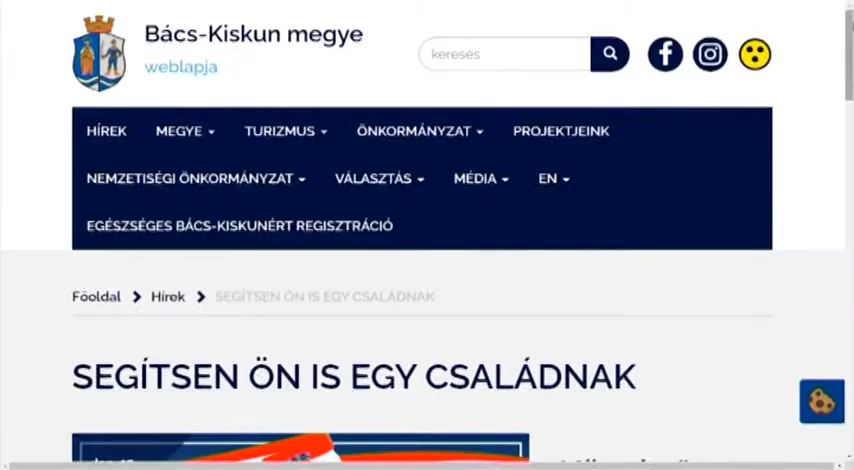 Bács-Kiskun megye
weblapja
keresés
HÍREK MEGYE TURIZMUS ÖNKORMÁNYZAT PROJEKTJEINK
NEMZETISÉGI ÖNKORMÁNYZAT VÁLASZTÁS MÉDIA EN
EGÉSZSÉGES BÁCS-KISKUNÉRT REGISZTRÁCIÓ
Főoldal Hírek SEGÍTSEN ÖN IS EGY CSALÁDNAK
SEGÍTSEN ÖN IS EGY CSALÁDNAK